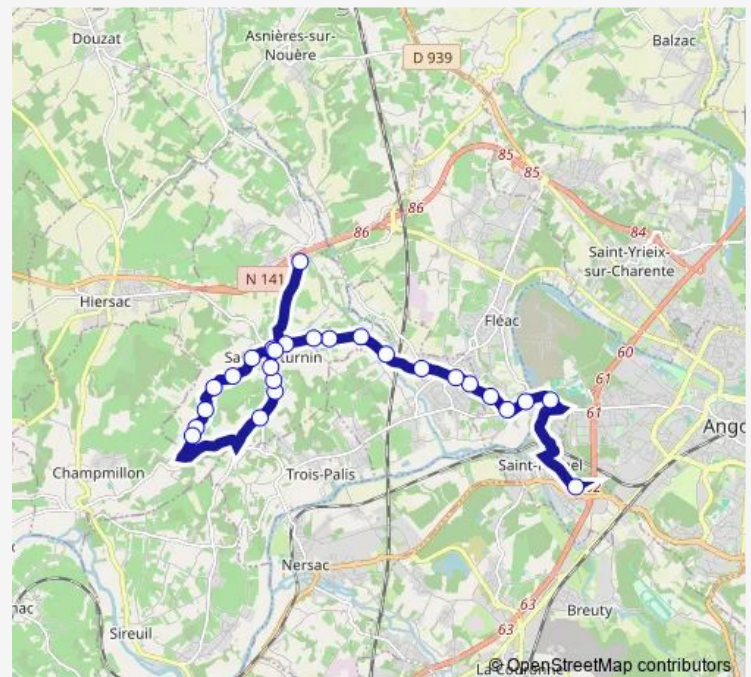 Douzat
Asnières-sur-
Nouère
D 939
Balzac
85
85
86
86
84
Saint-Yrieix-
sur-Charente
N 141
Hiersac
Fléac
60
61
61
Champmillon
Trois-Palis
Nersac
63
Breuty
63
Sireuil
© OpenStreetMap contributors